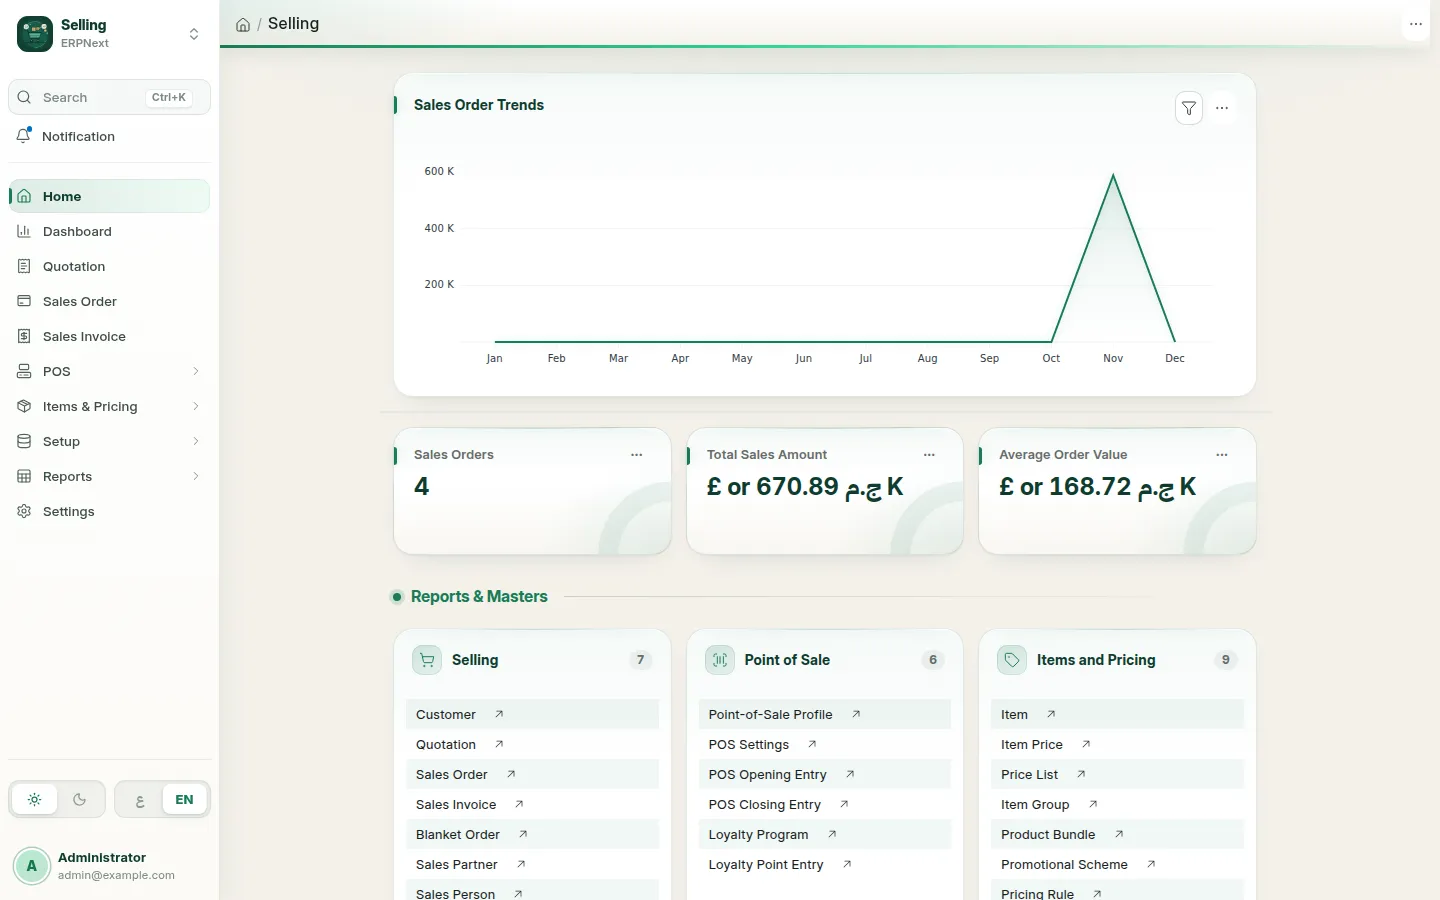 Selling
ERPNext
Search
Ctrl+K
Notification
Home
Dashboard
Quotation
Sales Order
Sales Invoice
POS
Items & Pricing
Setup
Reports
Settings
ع
EN
A
Administrator
admin@example.com
/ Selling
Sales Order Trends
600 K
400 K
200 K
Jan Feb Mar Apr May Jun Jul Aug Sep Oct Nov Dec
Sales Orders
4
Total Sales Amount
£ or 670.89 ج.م K
Average Order Value
£ or 168.72 ج.م K
Reports & Masters
Selling
7
Customer
Quotation
Sales Order
Sales Invoice
Blanket Order
Sales Partner
Sales Person
Point of Sale
6
Point-of-Sale Profile
POS Settings
POS Opening Entry
POS Closing Entry
Loyalty Program
Loyalty Point Entry
Items and Pricing
9
Item
Item Price
Price List
Item Group
Product Bundle
Promotional Scheme
Pricing Rule